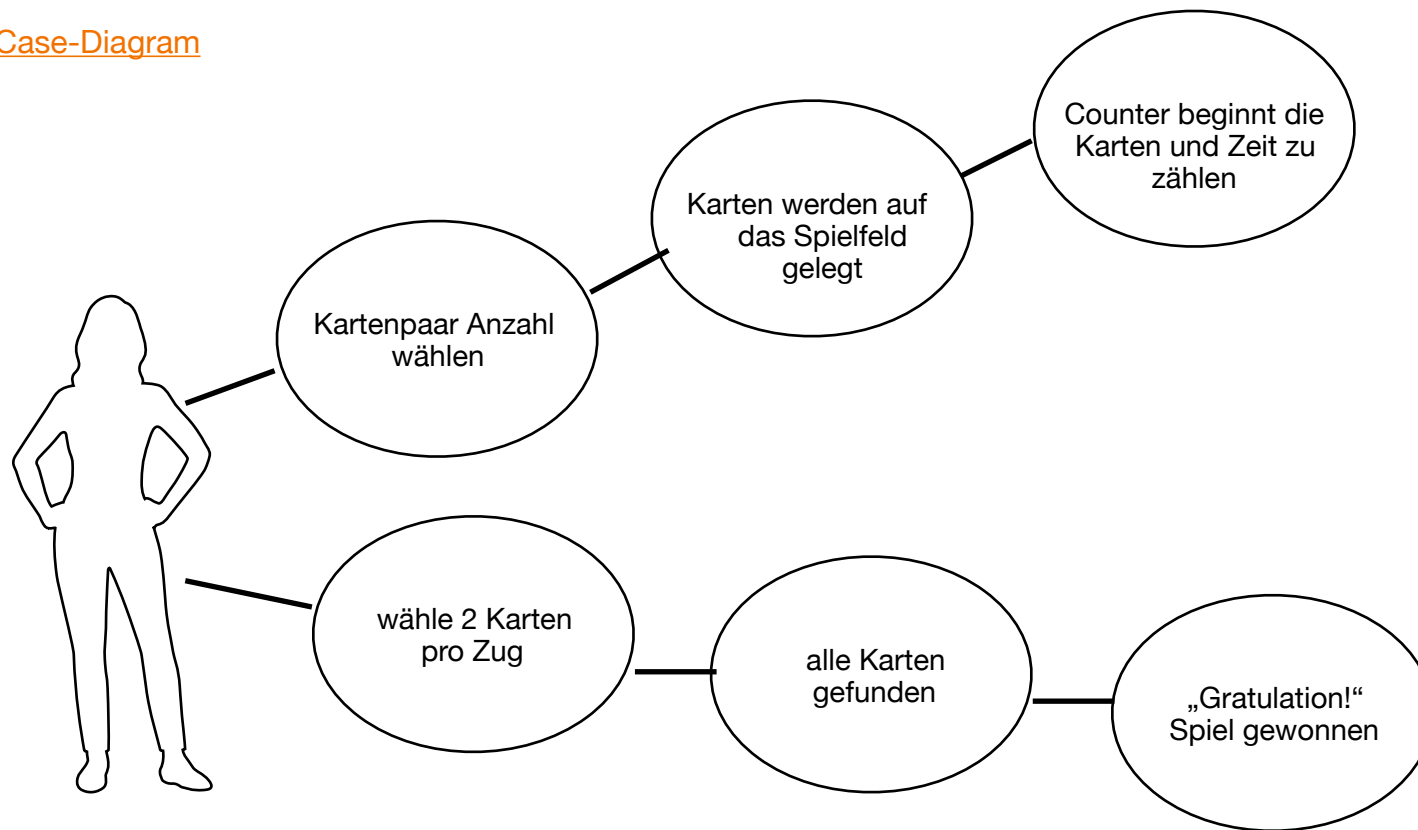 Case-Diagram
Counter beginnt die
Karten und Zeit zu
zählen
Karten werden auf
das Spielfeld
gelegt
Kartenpaar Anzahl
wählen
wähle 2 Karten
pro Zug
alle Karten
gefunden
„Gratulation!“
Spiel gewonnen